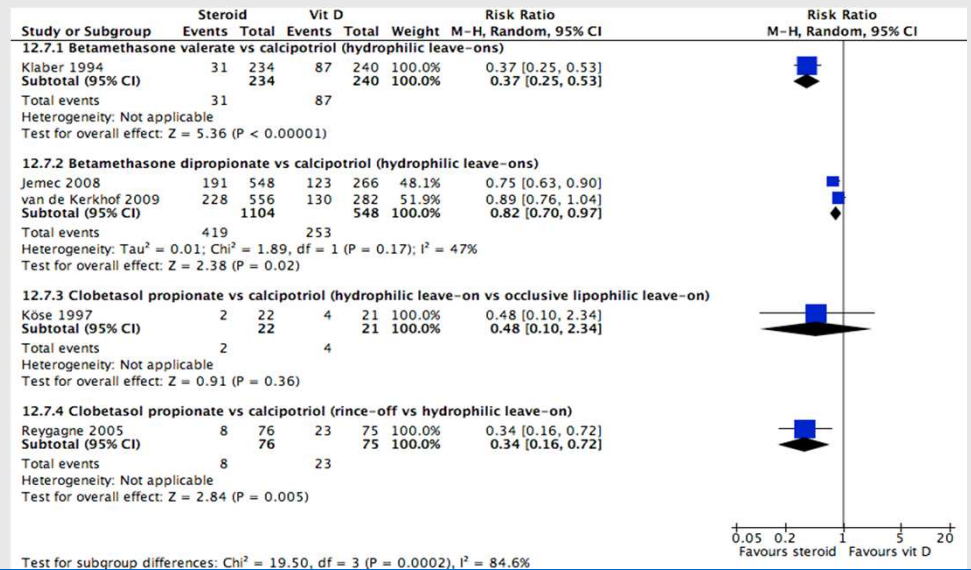 Steroid Vit D Risk Ratio Risk Ratio
Study or Subgroup Events Total Events Total Weight M-H, Random, 95% CI M-H, Random, 95% CI
12.7.1 Betamethasone valerate vs calcipotriol (hydrophilic leave-ons)
Klaber 1994 31 234 87 240 100.0% 0.37 [0.25, 0.53]
Subtotal (95% CI) 234 240 100.0% 0.37 [0.25, 0.53]
Total events 31 87
Heterogeneity: Not applicable
Test for overall effect: Z = 5.36 (P < 0.00001)
12.7.2 Betamethasone dipropionate vs calcipotriol (hydrophilic leave-ons)
Jemec 2008 191 548 123 266 48.1% 0.75 [0.63, 0.90]
van de Kerkhof 2009 228 556 130 282 51.9% 0.89 [0.76, 1.04]
Subtotal (95% CI) 1104 548 100.0% 0.82 [0.70, 0.97]
Total events 419 253
Heterogeneity: Tau² = 0.01; Chi² = 1.89, df = 1 (P = 0.17); I² = 47%
Test for overall effect: Z = 2.38 (P = 0.02)
12.7.3 Clobetasol propionate vs calcipotriol (hydrophilic leave-on vs occlusive lipophilic leave-on)
Köse 1997 2 22 4 21 100.0% 0.48 [0.10, 2.34]
Subtotal (95% CI) 22 21 100.0% 0.48 [0.10, 2.34]
Total events 2 4
Heterogeneity: Not applicable
Test for overall effect: Z = 0.91 (P = 0.36)
12.7.4 Clobetasol propionate vs calcipotriol (rince-off vs hydrophilic leave-on)
Reygagne 2005 8 76 23 75 100.0% 0.34 [0.16, 0.72]
Subtotal (95% CI) 76 75 100.0% 0.34 [0.16, 0.72]
Total events 8 23
Heterogeneity: Not applicable
Test for overall effect: Z = 2.84 (P = 0.005)
0.05 0.2 1 5 20
Favours steroid Favours vit D
Test for subgroup differences: Chi² = 19.50, df = 3 (P = 0.0002), I² = 84.6%